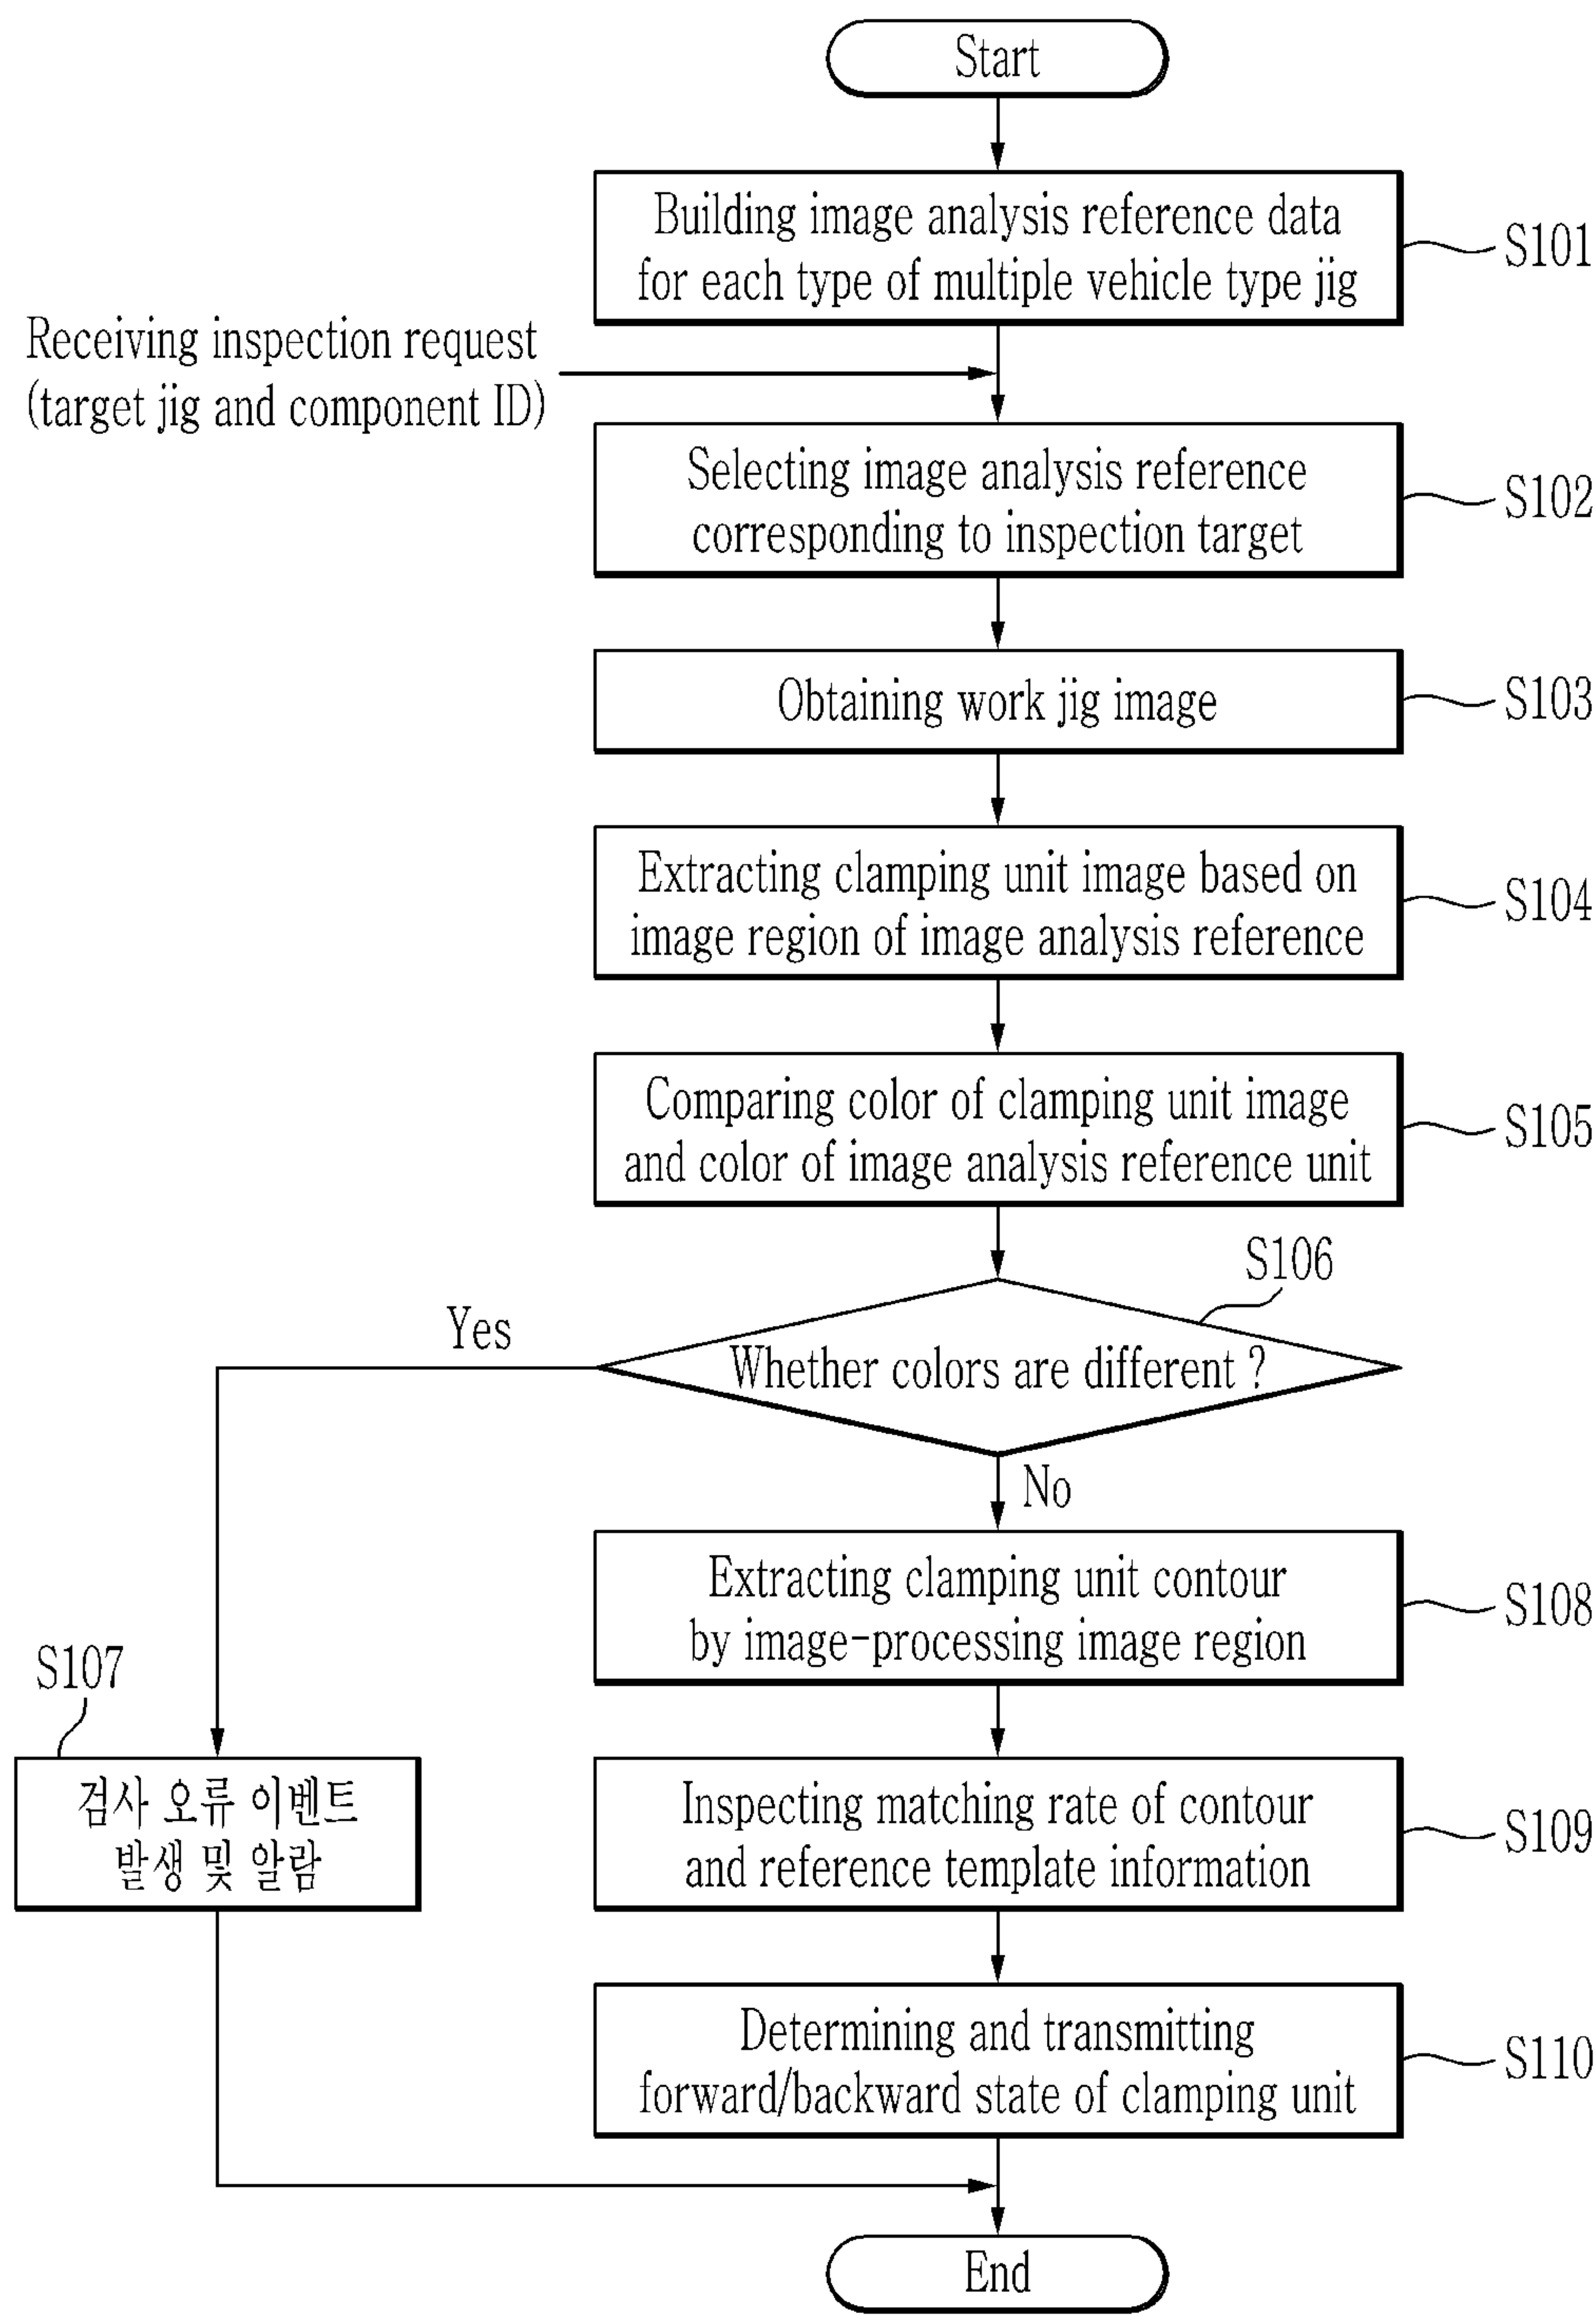 Start
Building image analysis reference data
for each type of multiple vehicle type jig
S101
Receiving inspection request
(target jig and component ID)
Selecting image analysis reference
corresponding to inspection target
S102
Obtaining work jig image
S103
Extracting clamping unit image based on
image region of image analysis reference
S104
Comparing color of clamping unit image
and color of image analysis reference unit
S105
S106
Yes
Whether colors are different ?
No
Extracting clamping unit contour
by image-processing image region
S108
S107
검사 오류 이벤트
발생 및 알람
Inspecting matching rate of contour
and reference template information
S109
Determining and transmitting
forward/backward state of clamping unit
S110
End